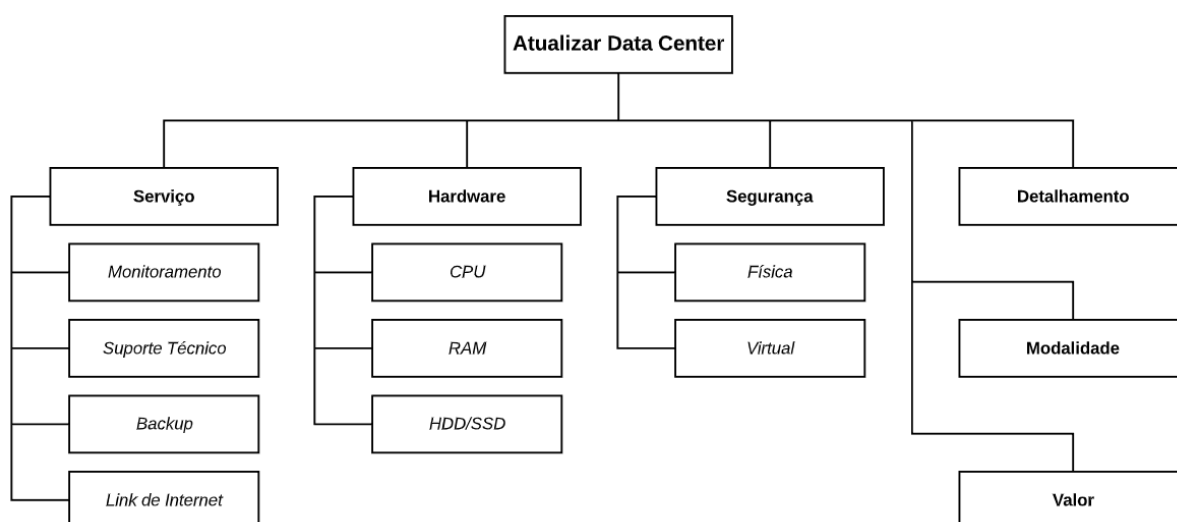 Atualizar Data Center
Serviço
Hardware
Segurança
Detalhamento
Monitoramento
CPU
Física
Suporte Técnico
RAM
Virtual
Modalidade
Backup
HDD/SSD
Link de Internet
Valor